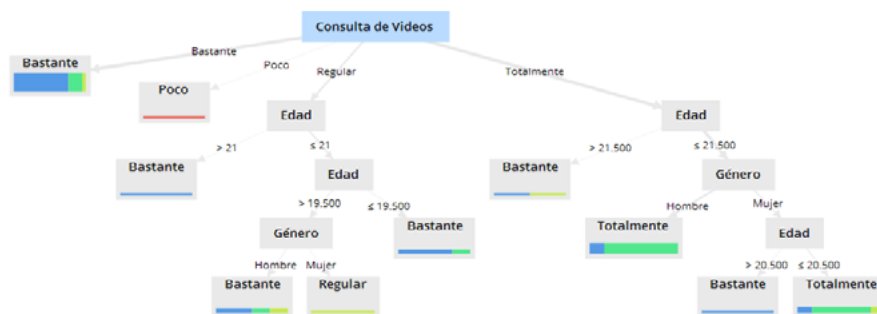 Consulta de Videos
Bastante
Poco
Regular
Totalmente
Bastante
Poco
Edad
Edad
> 21
≤ 21
> 21.500
≤ 21.500
Bastante
Edad
Bastante
Género
> 19.500
≤ 19.500
Hombre
Mujer
Género
Bastante
Totalmente
Edad
Hombre
Mujer
> 20.500
≤ 20.500
Bastante
Regular
Bastante
Totalmente